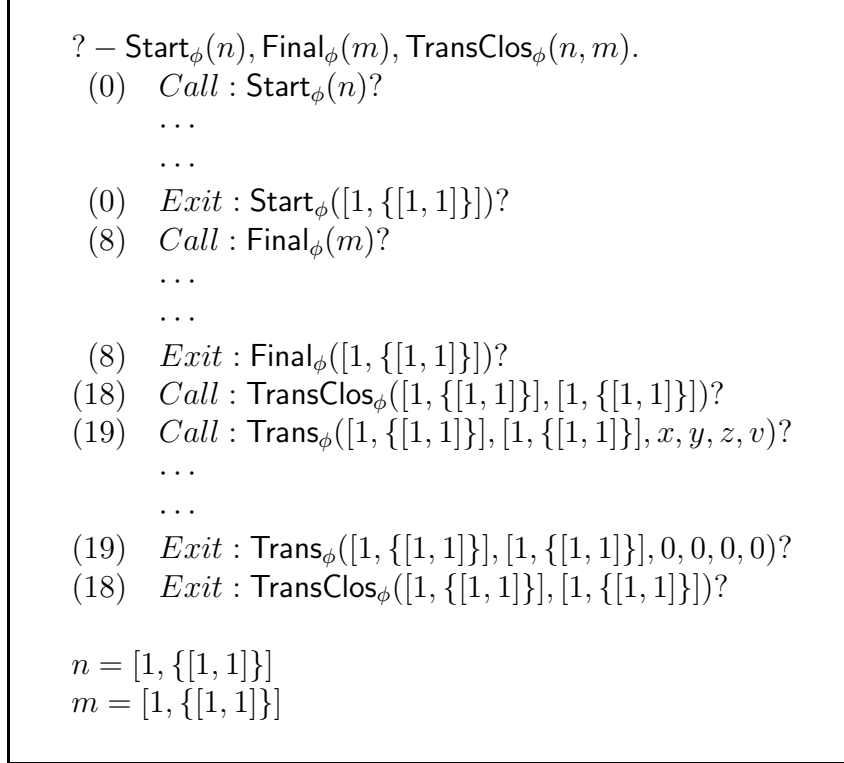 ? − Start_ϕ(n), Final_ϕ(m), TransClos_ϕ(n, m).
(0) Call : Start_ϕ(n)?
. . .
. . .
(0) Exit : Start_ϕ([1, {[1, 1]}])?
(8) Call : Final_ϕ(m)?
. . .
. . .
(8) Exit : Final_ϕ([1, {[1, 1]}])?
(18) Call : TransClos_ϕ([1, {[1, 1]}], [1, {[1, 1]}])?
(19) Call : Trans_ϕ([1, {[1, 1]}], [1, {[1, 1]}], x, y, z, v)?
. . .
. . .
(19) Exit : Trans_ϕ([1, {[1, 1]}], [1, {[1, 1]}], 0, 0, 0, 0)?
(18) Exit : TransClos_ϕ([1, {[1, 1]}], [1, {[1, 1]}])?
n = [1, {[1, 1]}]
m = [1, {[1, 1]}]